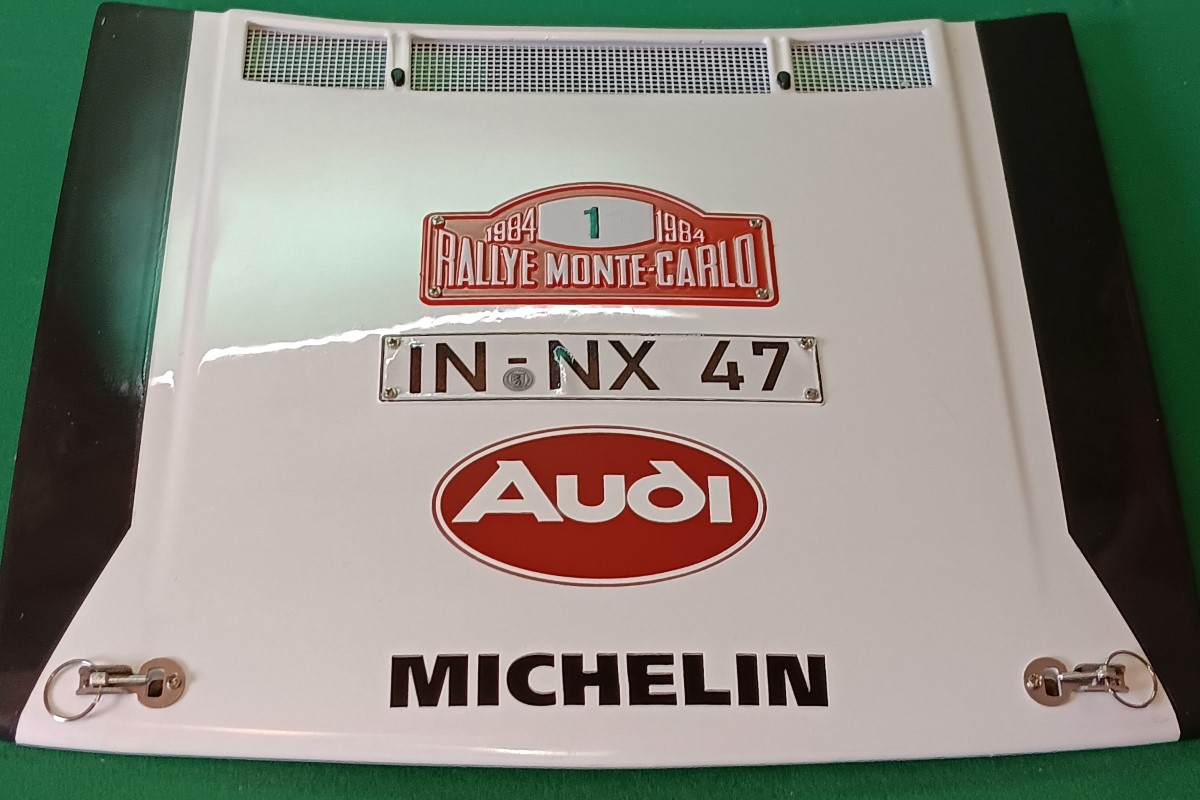 1
1984 1984
RALLYE MONTE-CARLO
IN-NX 47
Audi
MICHELIN